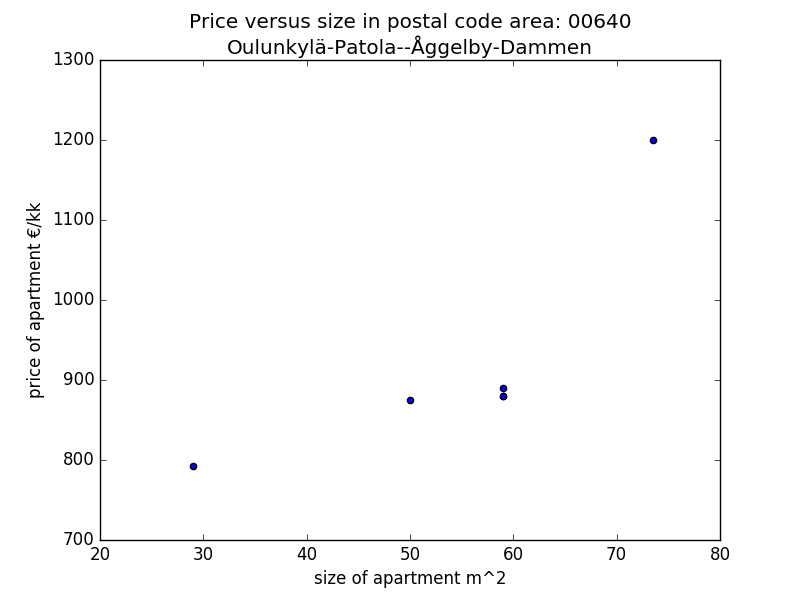 Price versus size in postal code area: 00640
Oulunkylä-Patola--Åggelby-Dammen
1300
1200
1100
1000
900
800
700
price of apartment €/kk
20 30 40 50 60 70 80
size of apartment m^2